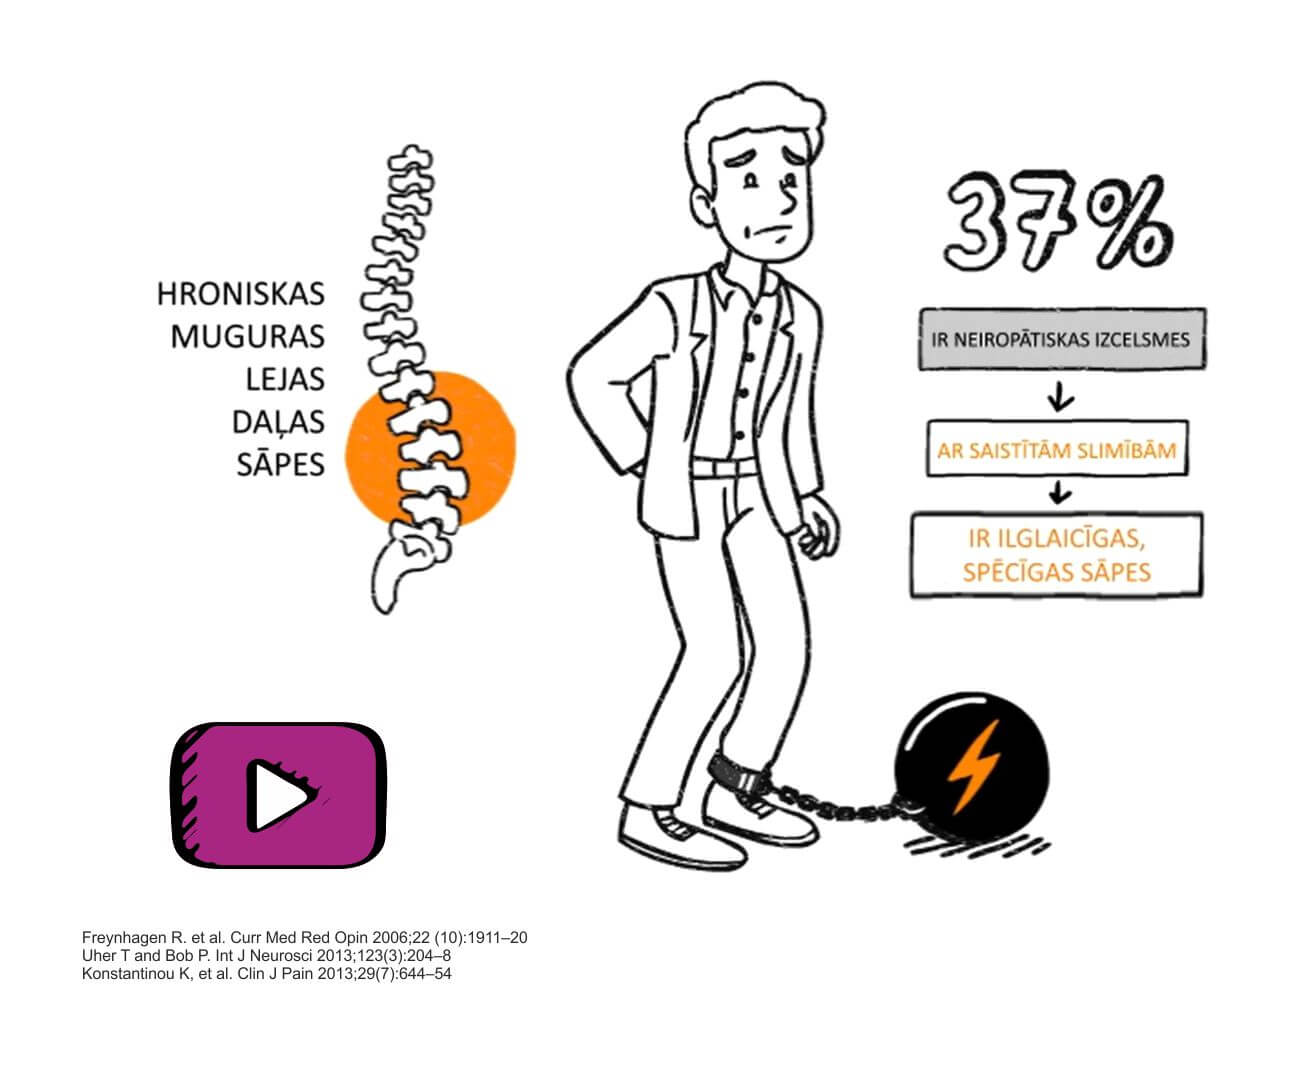 HRONISKAS
MUGURAS
LEJAS
DAĻAS
SĀPES
37%
IR NEIROPĀTISKAS IZCELSMES
AR SAISTĪTĀM SLIMĪBĀM
IR ILGLAICĪGAS,
SPĒCĪGAS SĀPES
Freynhagen R. et al. Curr Med Red Opin 2006;22 (10):1911–20
Uher T and Bob P. Int J Neurosci 2013;123(3):204–8
Konstantinou K, et al. Clin J Pain 2013;29(7):644–54